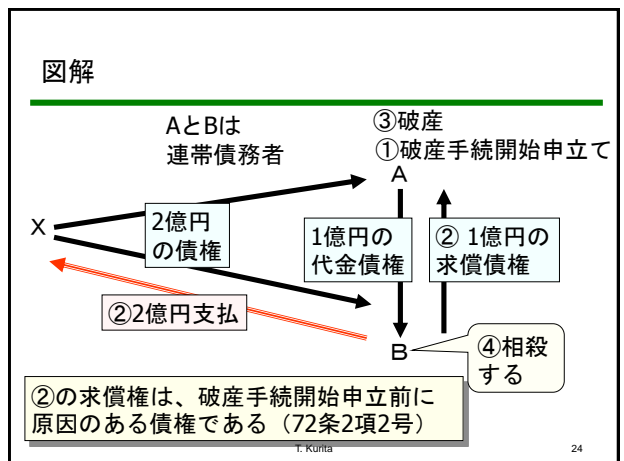 図解
AとBは
連帯債務者
③破産
①破産手続開始申立て
A
X
2億円
の債権
1億円の
代金債権
② 1億円の
求償債権
②2億円支払
B
④相殺
する
②の求償権は、破産手続開始申立前に
原因のある債権である（72条2項2号）
T. Kurita
24